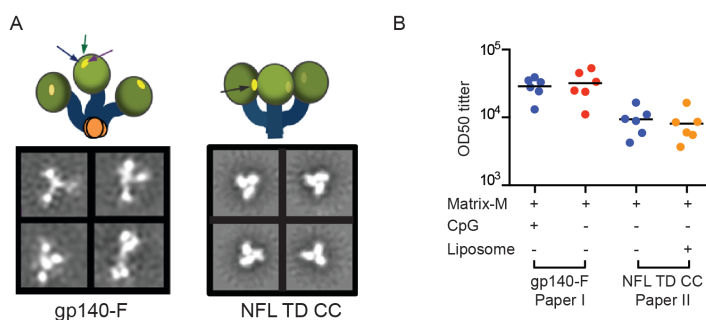 A
gp140-F
NFL TD CC
B
OD50 titter
10^5
10^4
10^3
Matrix-M + + + +
CpG + - - -
Liposome - - - +
gp140-F NFL TD CC
Paper I Paper II